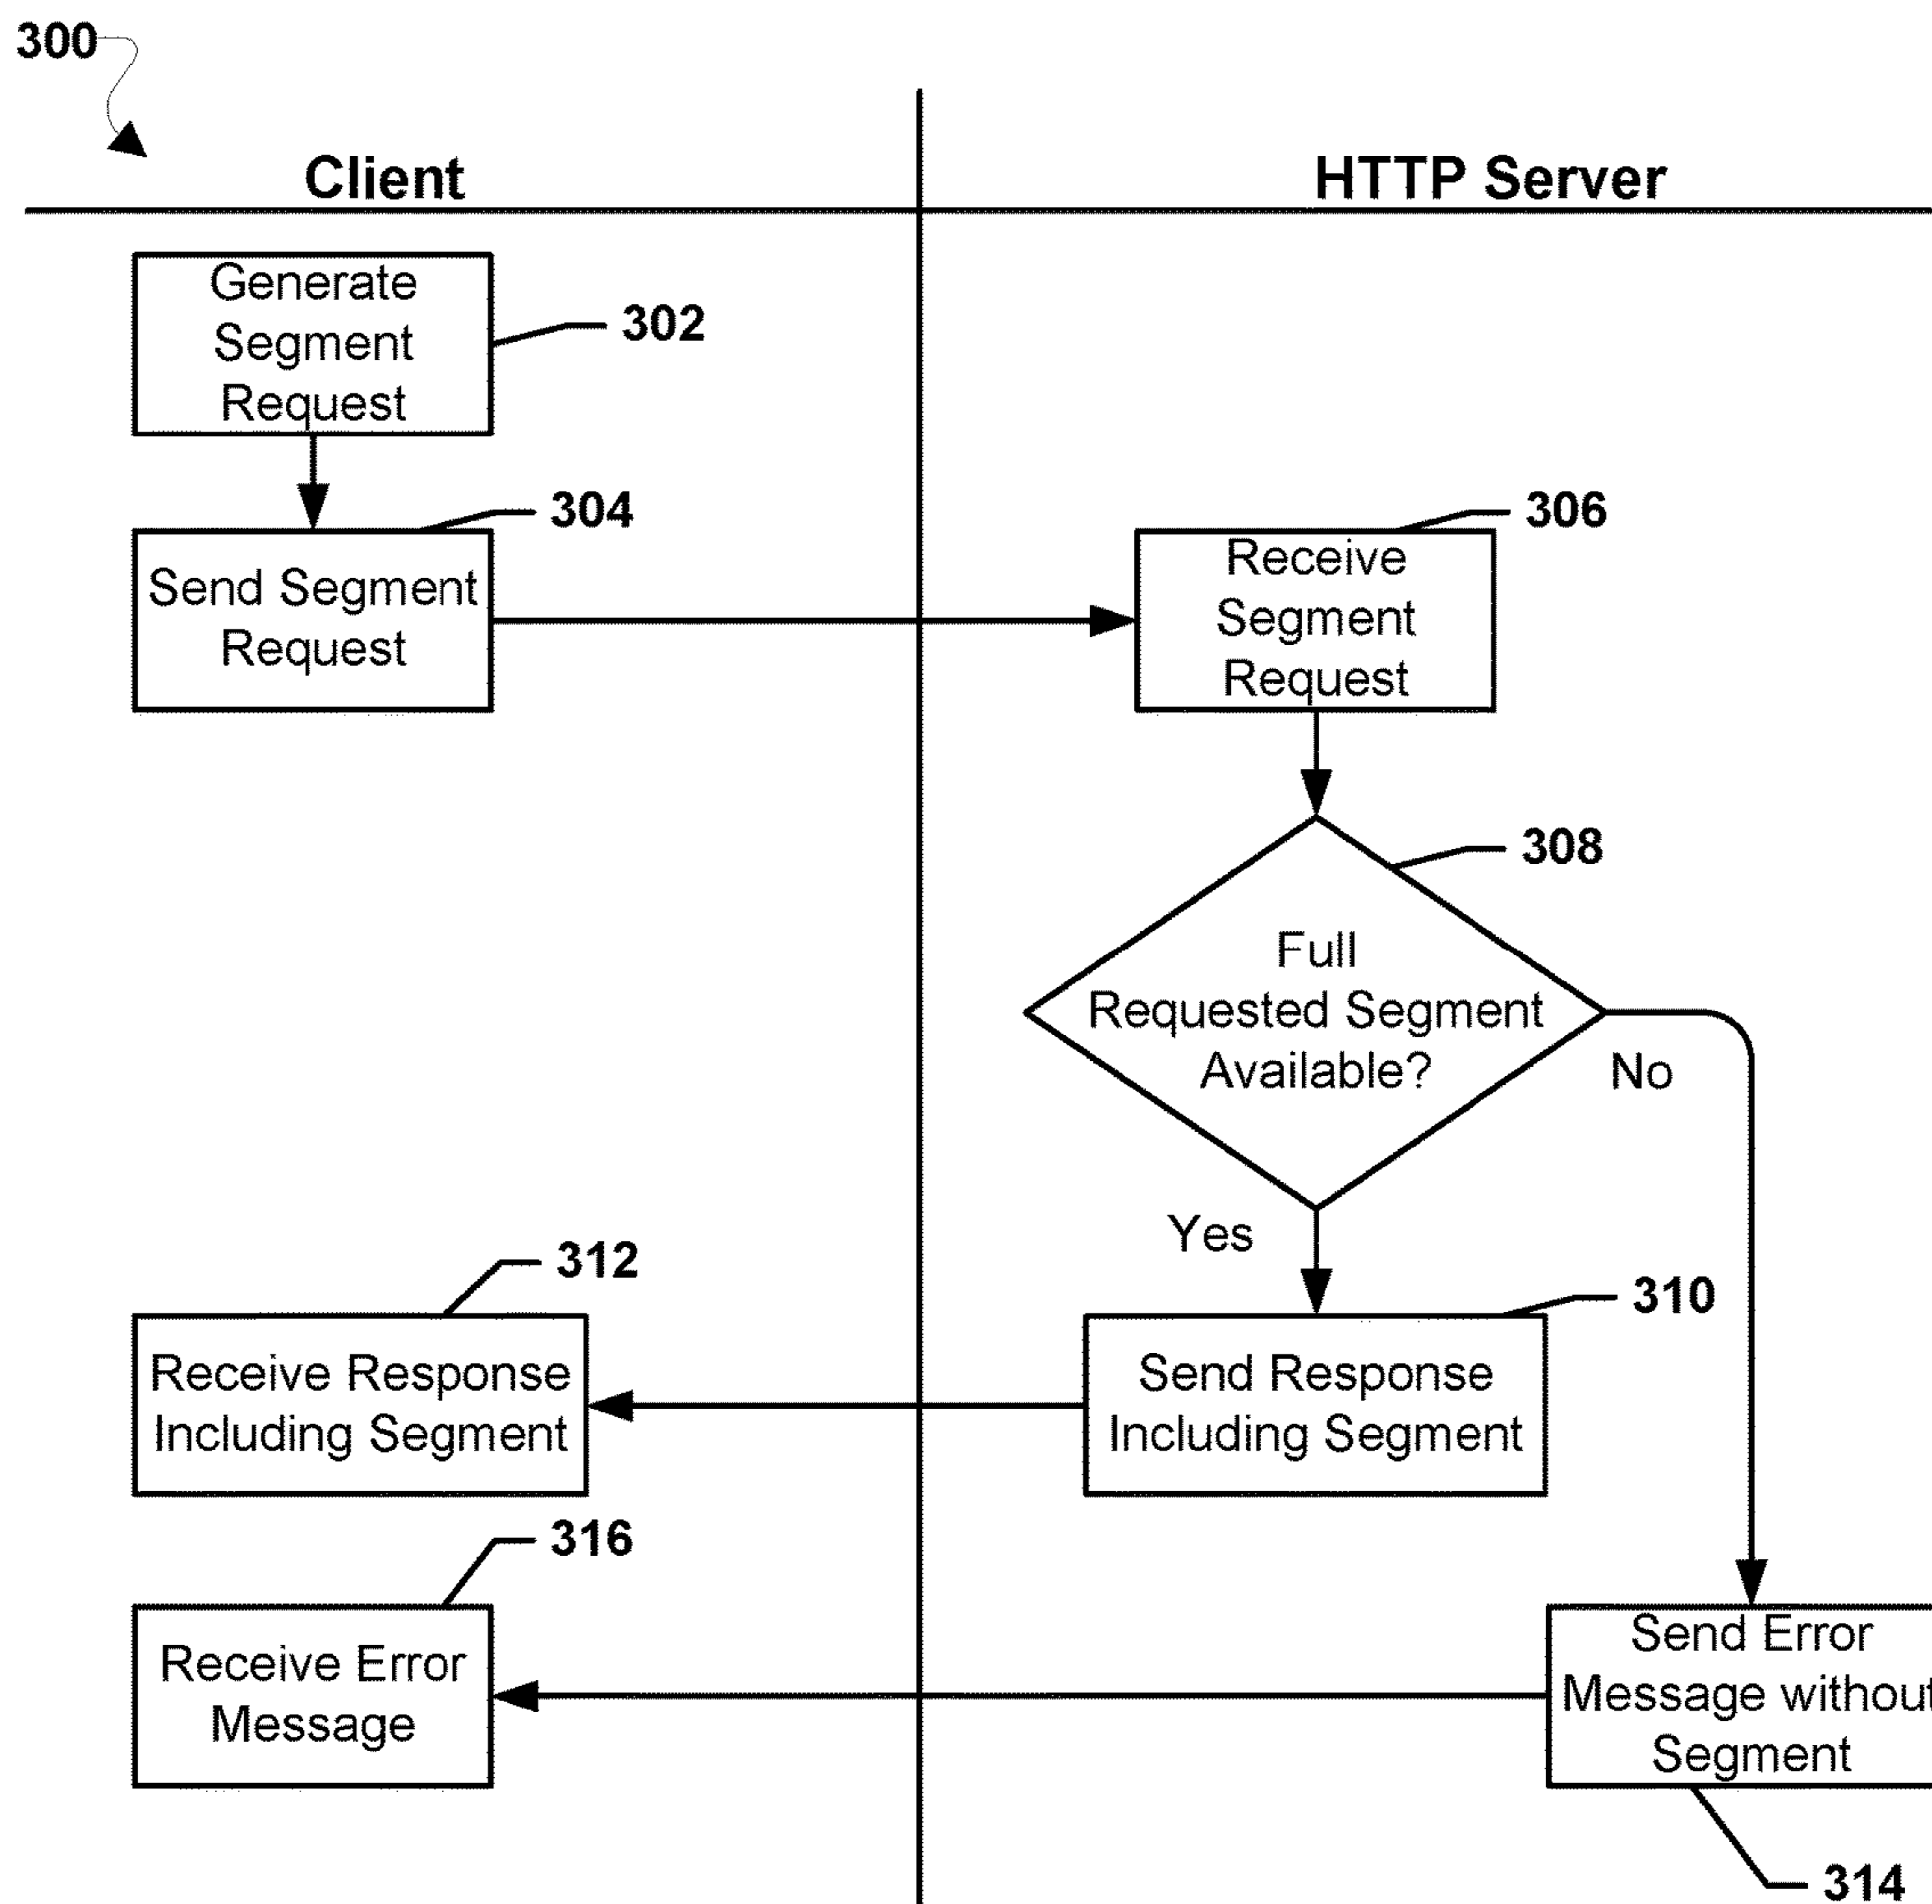 300
Client
HTTP Server
Generate
Segment
Request
302
304
Send Segment
Request
306
Receive
Segment
Request
308
Full
Requested Segment
Available?
No
Yes
312
Receive Response
Including Segment
310
Send Response
Including Segment
316
Receive Error
Message
Send Error
Message without
Segment
314